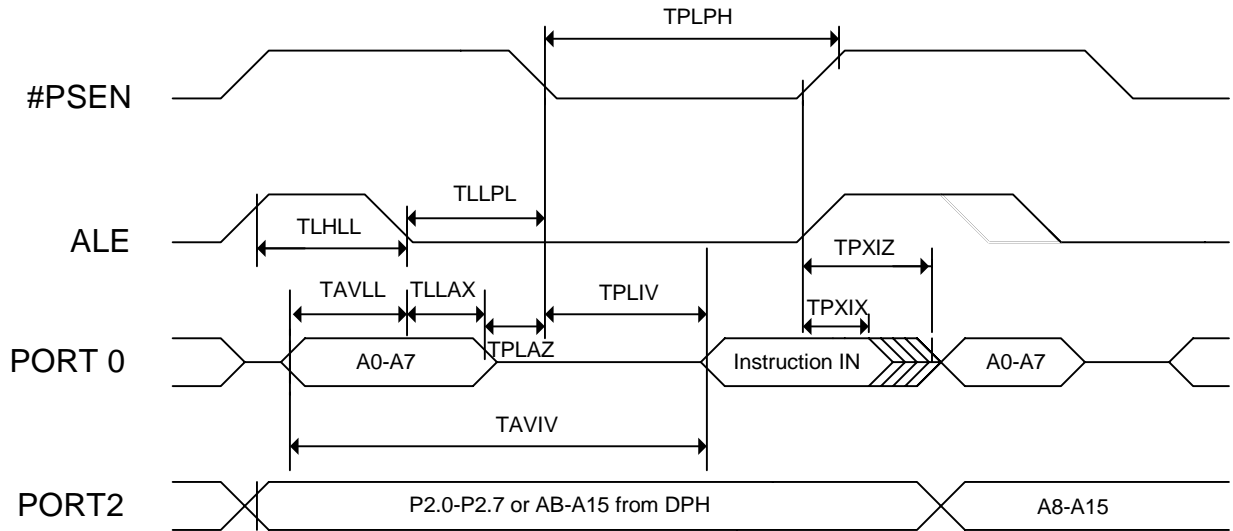 TPLPH
#PSEN
TLLPL
TLHLL
ALE
TPXIZ
TAVLL
TLLAX
TPLIV
TPXIX
TPLAZ
PORT 0
A0-A7
Instruction IN
A0-A7
TAVIV
PORT2
P2.0-P2.7 or AB-A15 from DPH
A8-A15